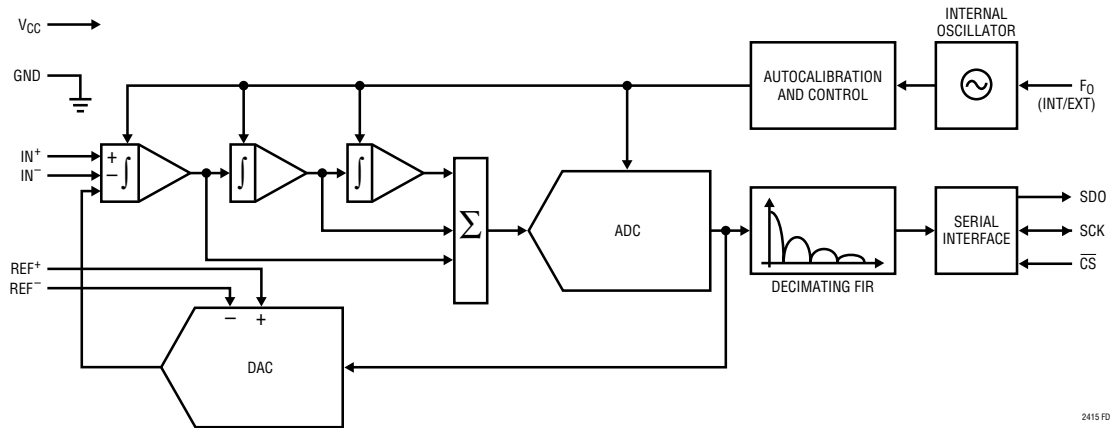 INTERNAL
OSCILLATOR
VCC
GND
AUTOCALIBRATION
AND CONTROL
FO
(INT/EXT)
IN+
IN−
+
−
∫
∫
∫
Σ
ADC
DECIMATING FIR
SERIAL
INTERFACE
SDO
SCK
C̅S̅
REF+
REF−
− +
DAC
2415 FD